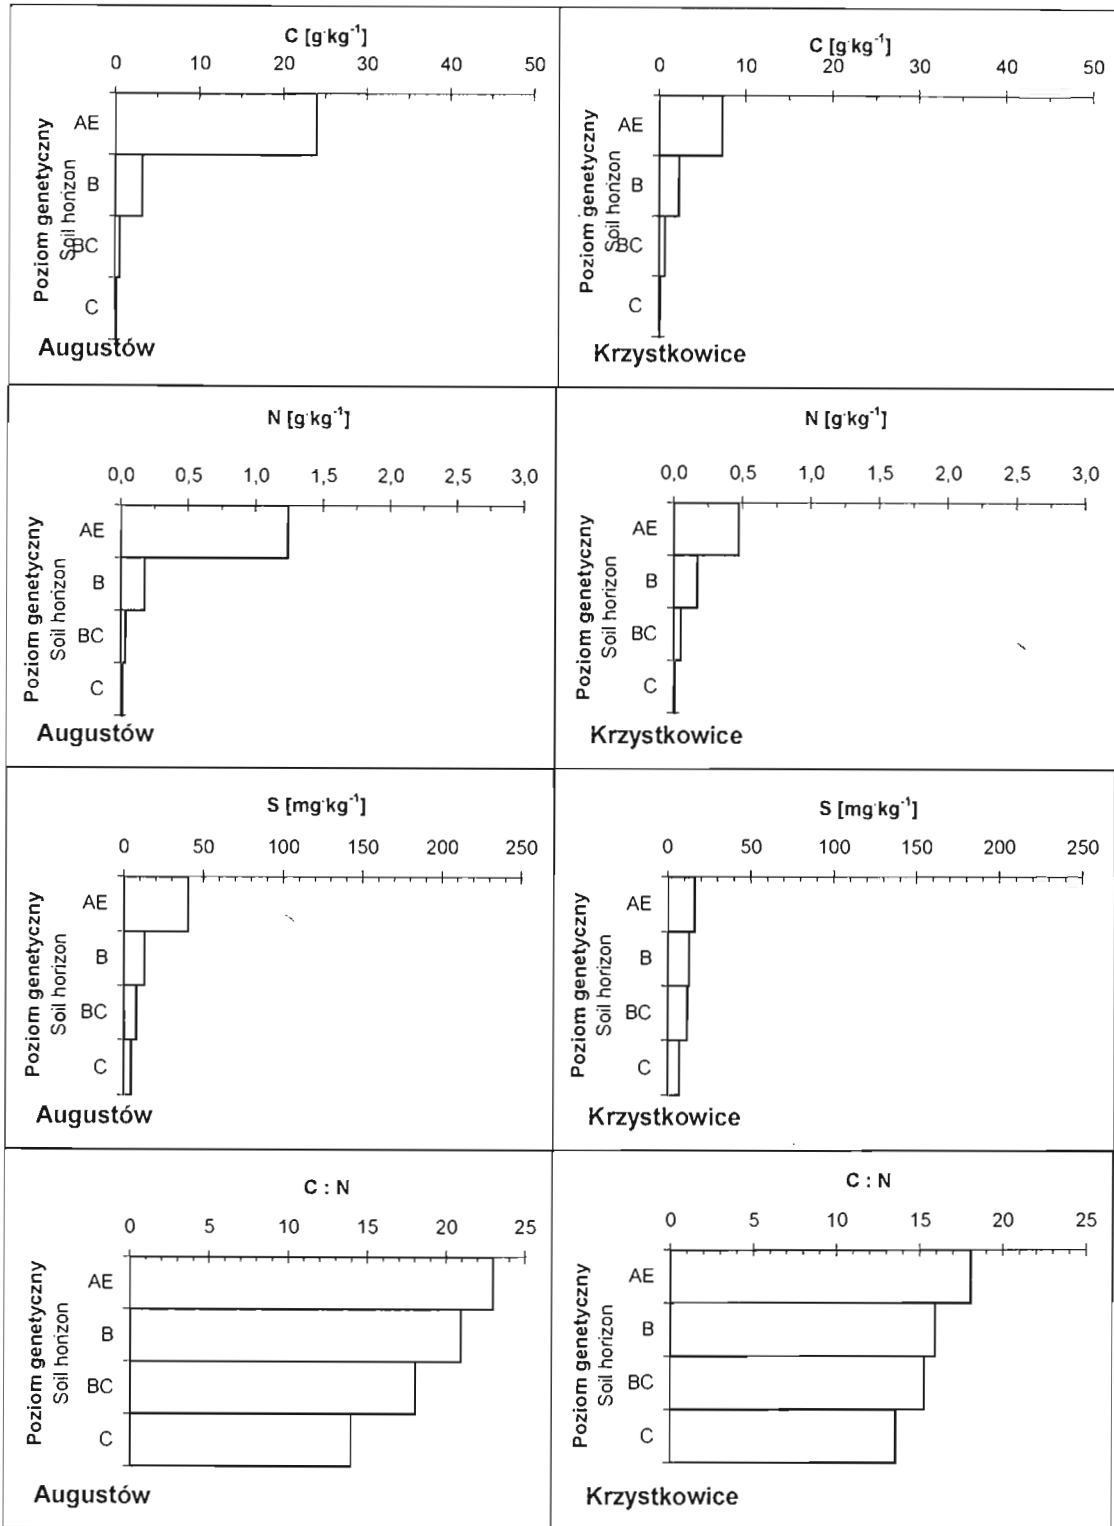 C [g·kg⁻¹]
0 10 20 30 40 50
Poziom genetyczny
Soil horizon
AE
B
BC
C
Augustów
C [g·kg⁻¹]
0 10 20 30 40 50
Poziom genetyczny
Soil horizon
AE
B
BC
C
Krzystkowice
N [g·kg⁻¹]
0,0 0,5 1,0 1,5 2,0 2,5 3,0
Poziom genetyczny
Soil horizon
AE
B
BC
C
Augustów
N [g·kg⁻¹]
0,0 0,5 1,0 1,5 2,0 2,5 3,0
Poziom genetyczny
Soil horizon
AE
B
BC
C
Krzystkowice
S [mg·kg⁻¹]
0 50 100 150 200 250
Poziom genetyczny
Soil horizon
AE
B
BC
C
Augustów
S [mg·kg⁻¹]
0 50 100 150 200 250
Poziom genetyczny
Soil horizon
AE
B
BC
C
Krzystkowice
C : N
0 5 10 15 20 25
Poziom genetyczny
Soil horizon
AE
B
BC
C
Augustów
C : N
0 5 10 15 20 25
Poziom genetyczny
Soil horizon
AE
B
BC
C
Krzystkowice